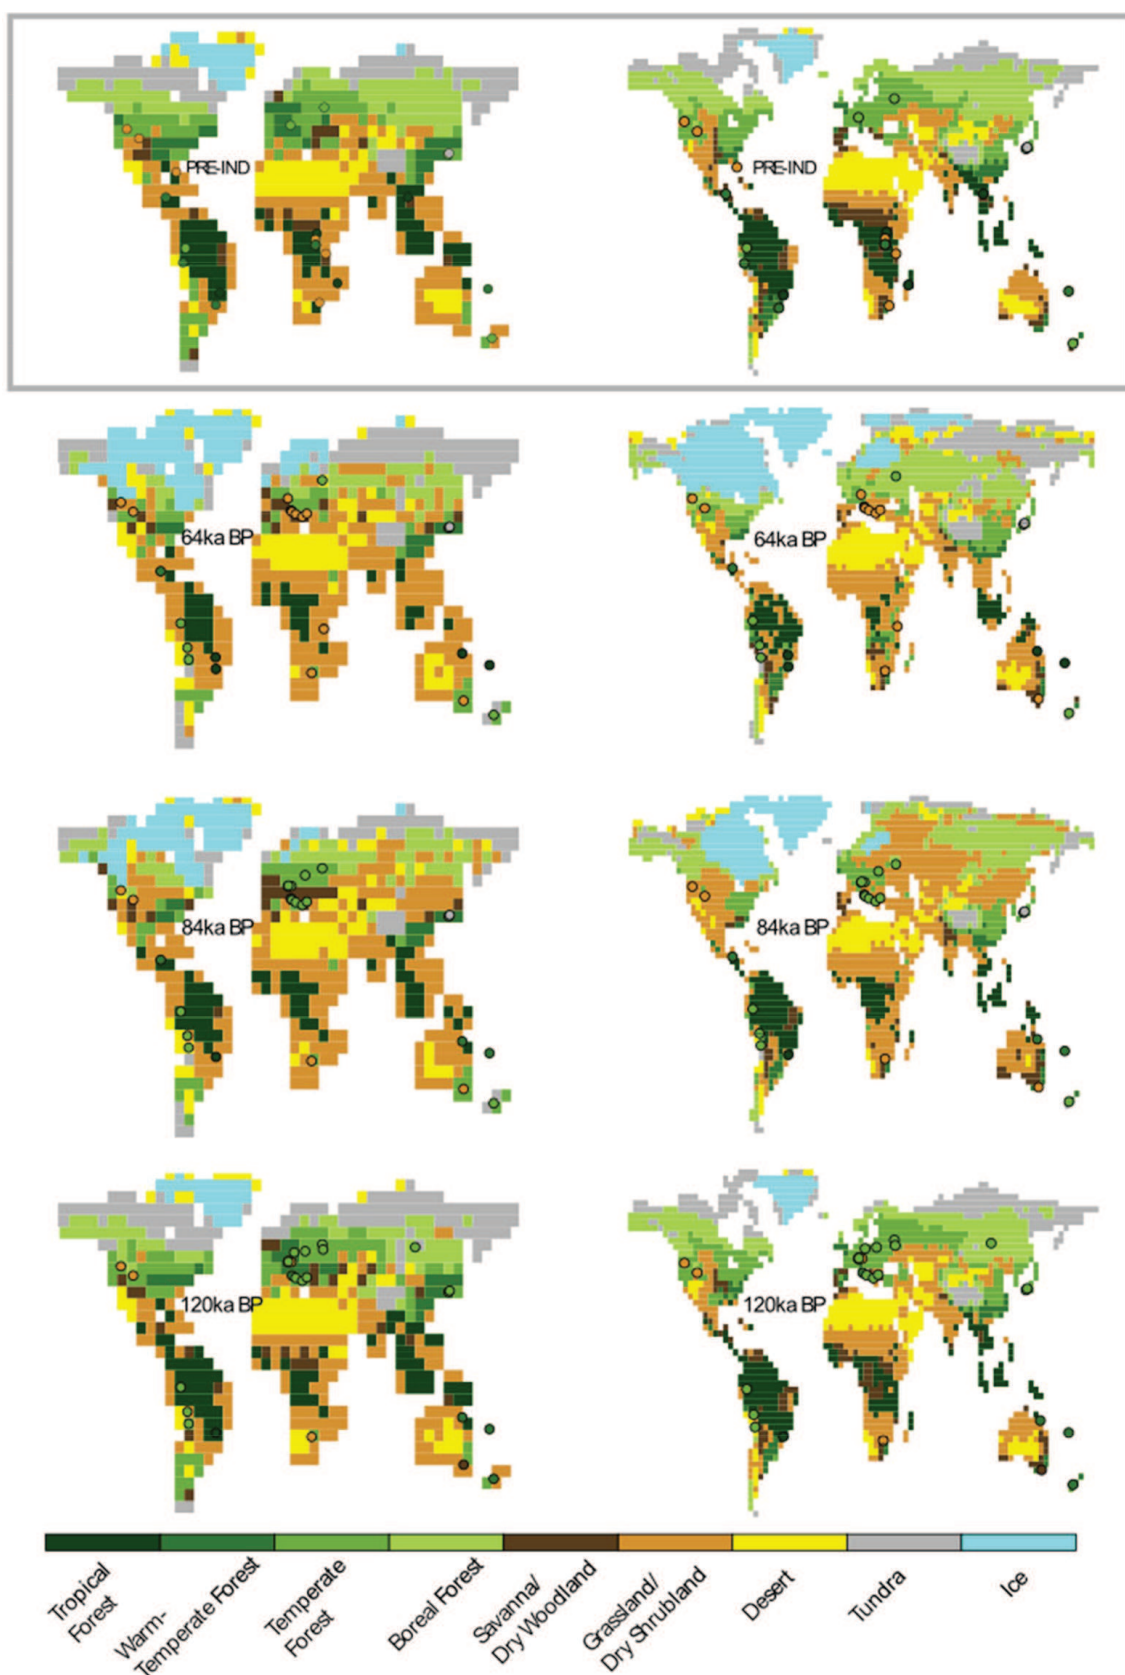 PRE-IND
PRE-IND
64ka BP
64ka BP
84ka BP
84ka BP
120ka BP
120ka BP
Tropical
Forest
Warm-
Temperate Forest
Temperate
Forest
Boreal Forest
Savanna/
Dry Woodland
Grassland/
Dry Shrubland
Desert
Tundra
Ice